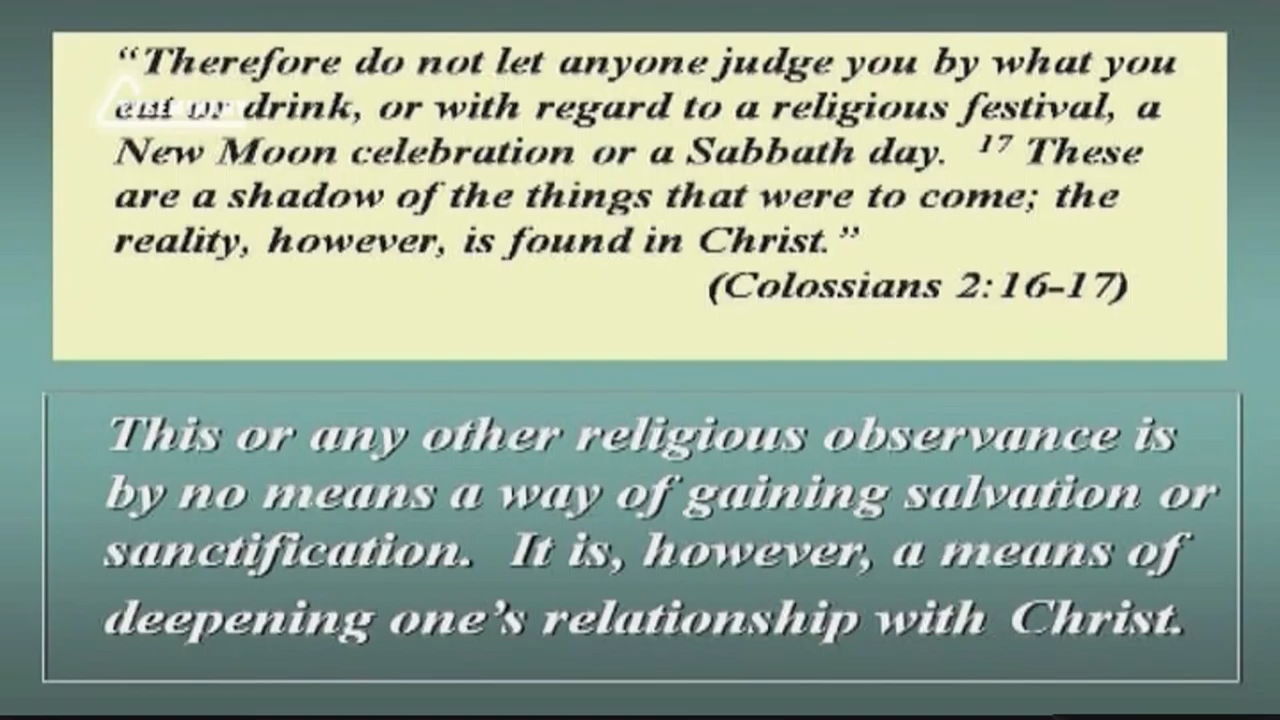 “Therefore do not let anyone judge you by what you
eat or drink, or with regard to a religious festival, a
New Moon celebration or a Sabbath day. ¹⁷ These
are a shadow of the things that were to come; the
reality, however, is found in Christ.”
(Colossians 2:16–17)
This or any other religious observance is
by no means a way of gaining salvation or
sanctification. It is, however, a means of
deepening one’s relationship with Christ.